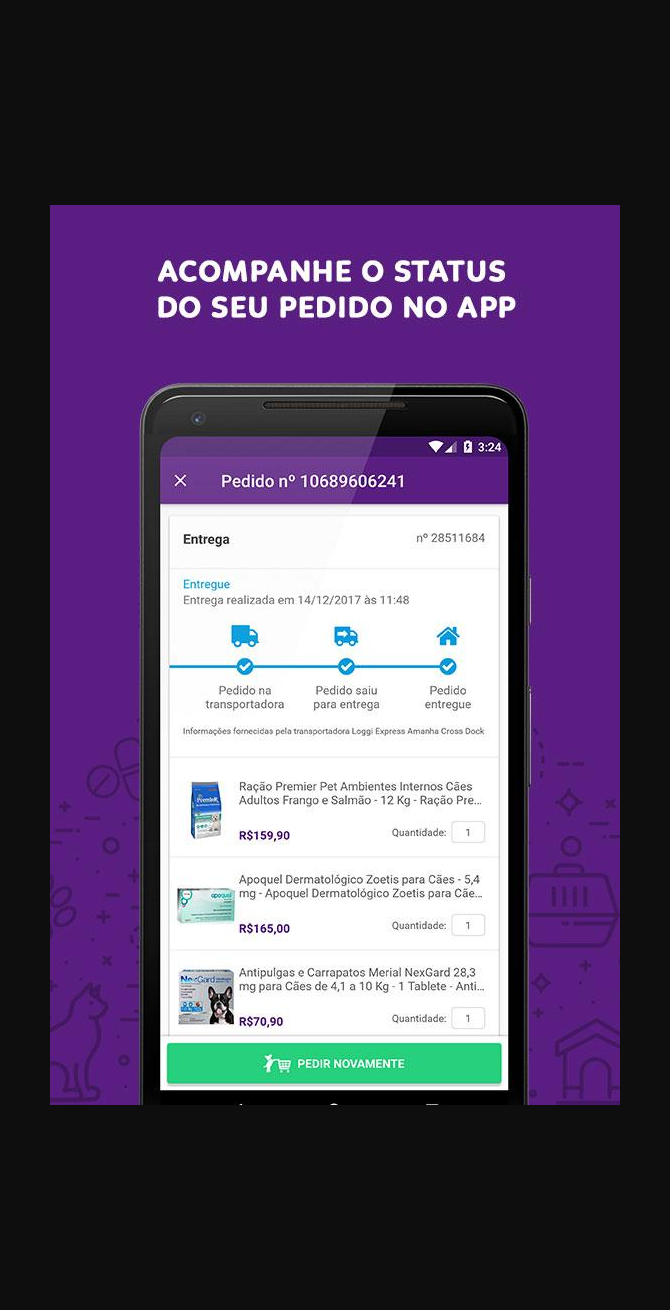 ACOMPANHE O STATUS
DO SEU PEDIDO NO APP
3:24
Pedido nº 10689606241
Entrega nº 28511684
Entregue
Entrega realizada em 14/12/2017 às 11:48
Pedido na transportadora
Pedido saiu para entrega
Pedido entregue
Informações fornecidas pela transportadora Loggi Express Amanha Cross Dock
Ração Premier Pet Ambientes Internos Cães
Adultos Frango e Salmão - 12 Kg - Ração Pre...
R$159,90 Quantidade: 1
Apoquel Dermatológico Zoetis para Cães - 5,4
mg - Apoquel Dermatológico Zoetis para Cãe...
R$165,00 Quantidade: 1
Antipulgas e Carrapatos Merial NexGard 28,3
mg para Cães de 4,1 a 10 Kg - 1 Tablete - Anti...
R$70,90 Quantidade: 1
PremieR
apoquel
NexGard
PEDIR NOVAMENTE